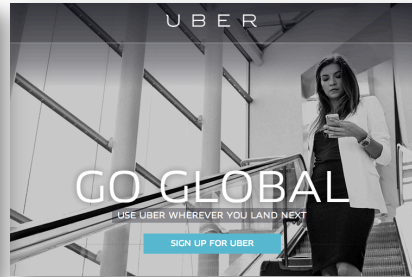 UBER
GO GLOBAL
USE UBER WHEREVER YOU LAND NEXT
SIGN UP FOR UBER